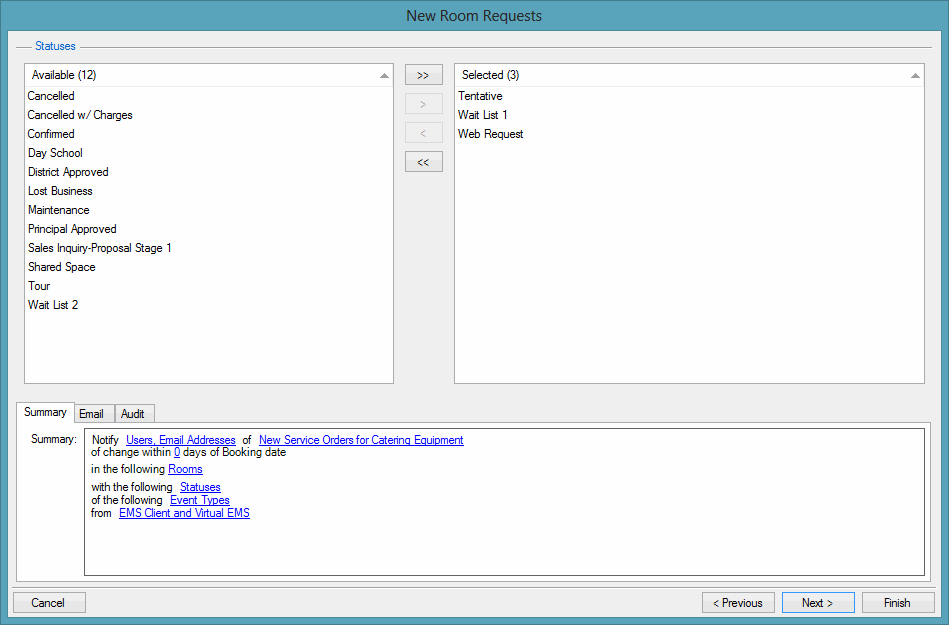 New Room Requests
Statuses
Available (12)
Cancelled
Cancelled w/ Charges
Confirmed
Day School
District Approved
Lost Business
Maintenance
Principal Approved
Sales Inquiry-Proposal Stage 1
Shared Space
Tour
Wait List 2
>>
>
<
<<
Selected (3)
Tentative
Wait List 1
Web Request
Summary Email Audit
Summary:
Notify Users, Email Addresses of New Service Orders for Catering Equipment
of change within 0 days of Booking date
in the following Rooms
with the following Statuses
of the following Event Types
from EMS Client and Virtual EMS
Cancel < Previous Next > Finish